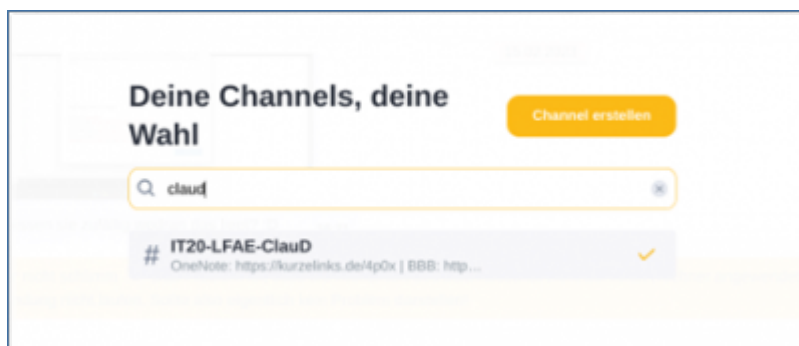 Deine Channels, deine
Wahl
Channel erstellen
claud
# IT20-LFAE-ClauD
OneNote: https://kurzelinks.de/4p0x | BBB: http...